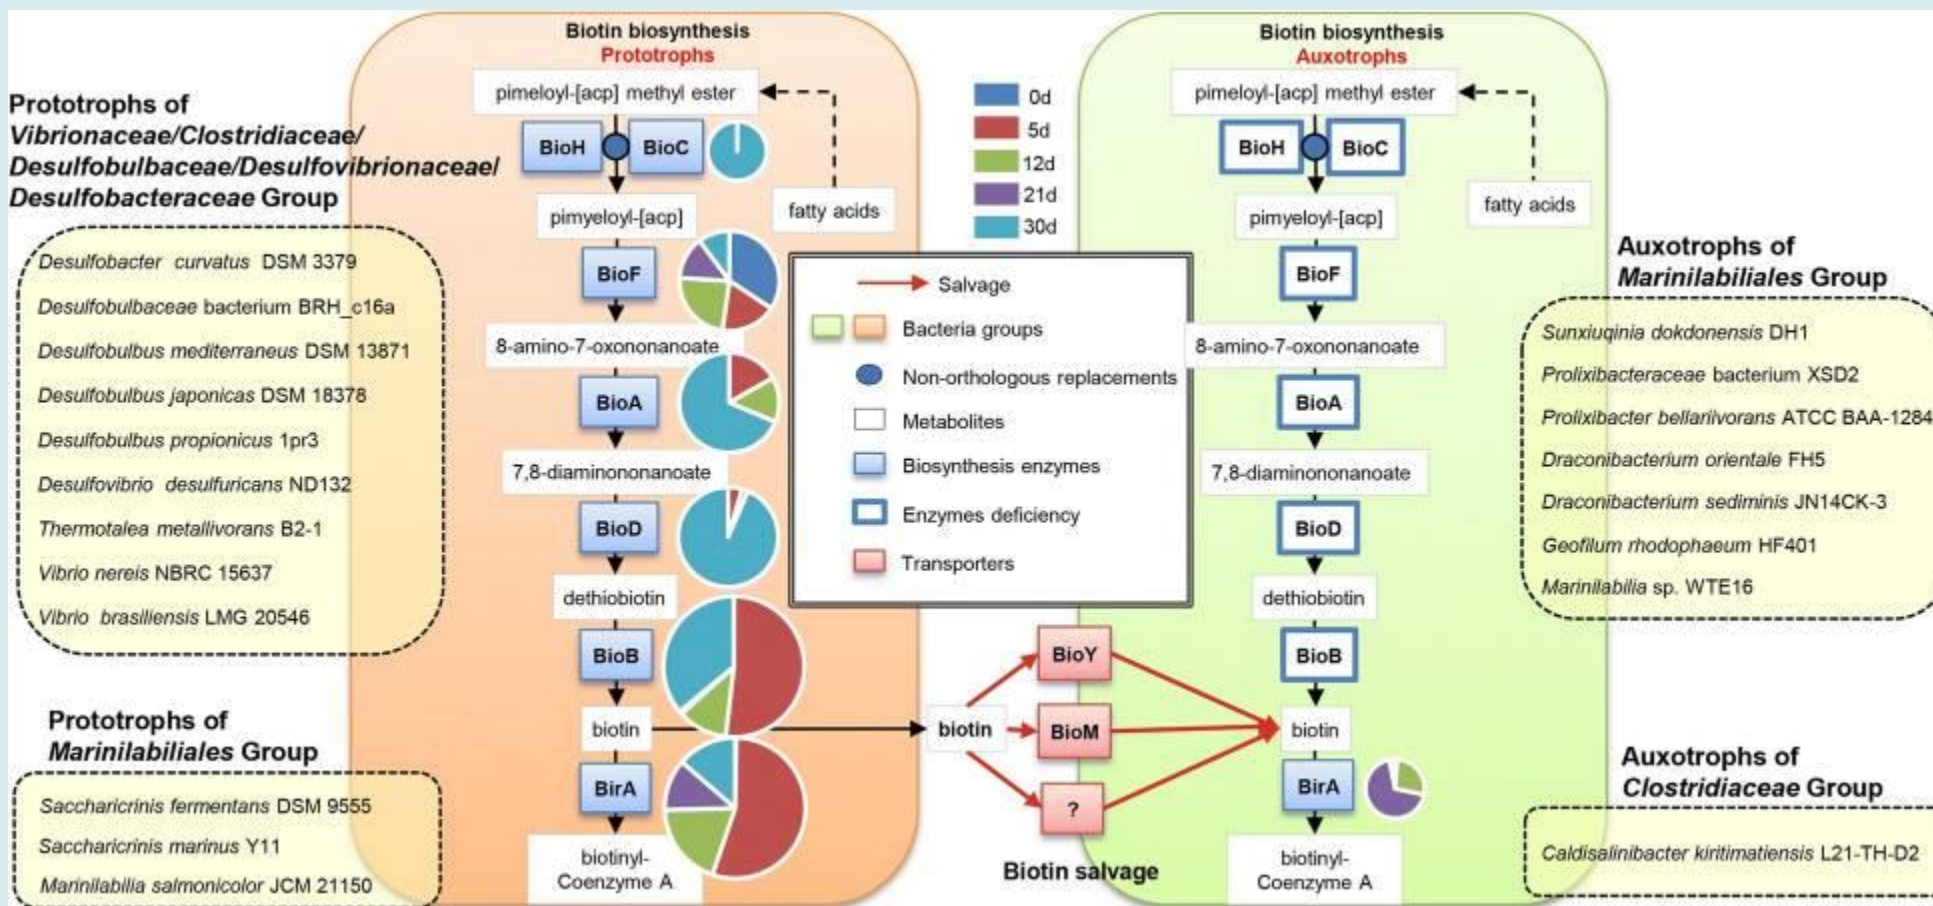 Biotin biosynthesis
Prototrophs
pimeloyl-[acp] methyl ester
BioH
BioC
pimyeloyl-[acp]
fatty acids
BioF
8-amino-7-oxononanoate
BioA
7,8-diaminononanoate
BioD
dethiobiotin
BioB
biotin
BirA
biotinyl-
Coenzyme A
Prototrophs of
Vibrionaceae/Clostridiaceae/
Desulfobulbaceae/Desulfovibrionaceae/
Desulfobacteraceae Group
Desulfobacter curvatus DSM 3379
Desulfobulbaceae bacterium BRH_c16a
Desulfobulbus mediterraneus DSM 13871
Desulfobulbus japonicas DSM 18378
Desulfobulbus propionicus 1pr3
Desulfovibrio desulfuricans ND132
Thermotalea metallivorans B2-1
Vibrio nereis NBRC 15637
Vibrio brasiliensis LMG 20546
Prototrophs of
Marinilabiliales Group
Saccharicrinis fermentans DSM 9555
Saccharicrinis marinus Y11
Marinilabilia salmonicolor JCM 21150
0d
5d
12d
21d
30d
Salvage
Bacteria groups
Non-orthologous replacements
Metabolites
Biosynthesis enzymes
Enzymes deficiency
Transporters
biotin
BioY
BioM
?
Biotin salvage
Biotin biosynthesis
Auxotrophs
pimeloyl-[acp] methyl ester
BioH
BioC
pimyeloyl-[acp]
fatty acids
BioF
8-amino-7-oxononanoate
BioA
7,8-diaminononanoate
BioD
dethiobiotin
BioB
biotin
BirA
biotinyl-
Coenzyme A
Auxotrophs of
Marinilabiliales Group
Sunxiuqinia dokdonensis DH1
Prolixibacteraceae bacterium XSD2
Prolixibacter bellariivorans ATCC BAA-1284
Draconibacterium orientale FH5
Draconibacterium sediminis JN14CK-3
Geofilum rhodophaeum HF401
Marinilabilia sp. WTE16
Auxotrophs of
Clostridiaceae Group
Caldisalinibacter kiritimatiensis L21-TH-D2